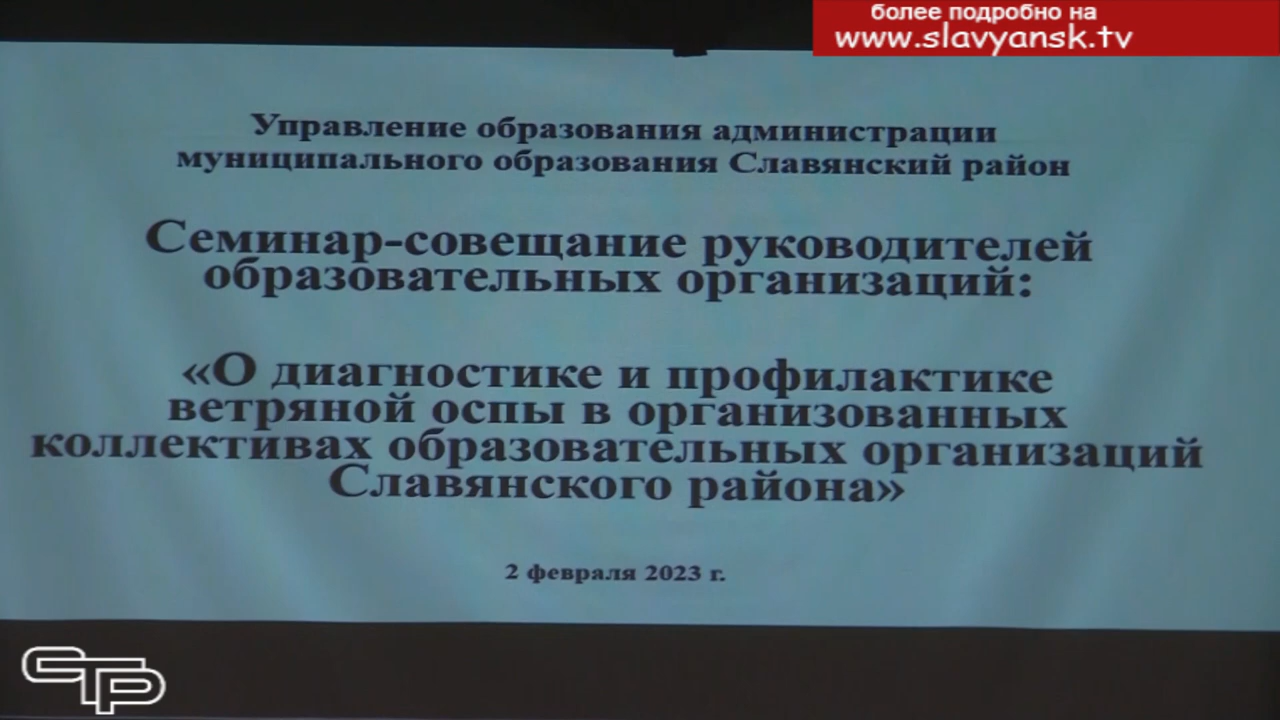 более подробно на
www.slavyansk.tv
Управление образования администрации
муниципального образования Славянский район
Семинар-совещание руководителей
образовательных организаций:
«О диагностике и профилактике
ветряной оспы в организованных
коллективах образовательных организаций
Славянского района»
2 февраля 2023 г.
СТР